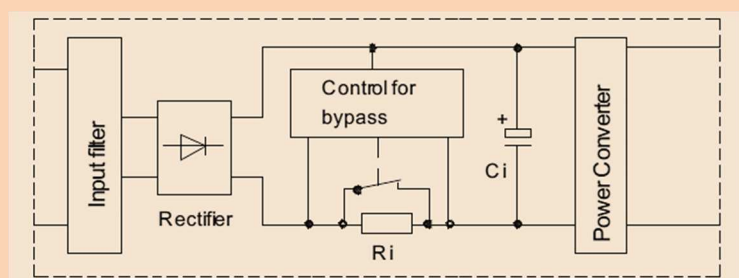 Input filter
Rectifier
Control for
bypass
Ri
+
Ci
Power Converter